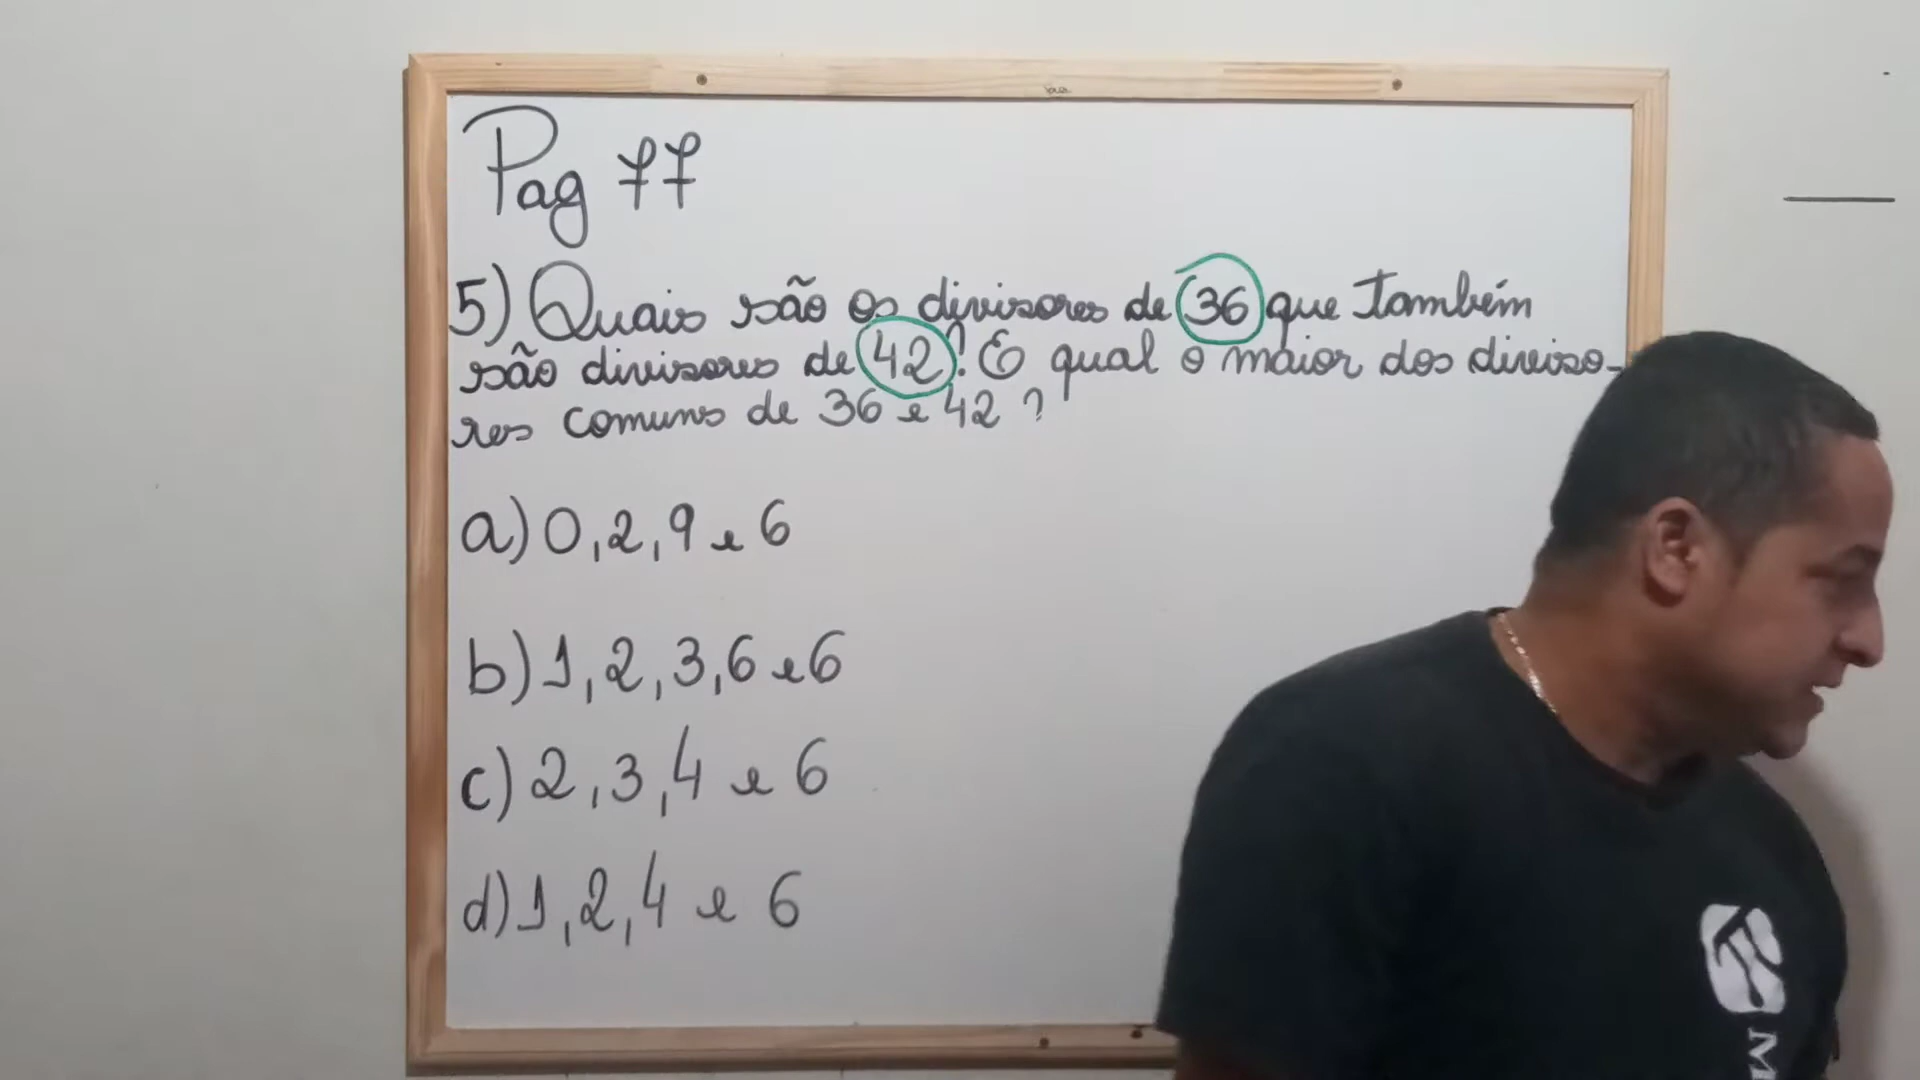 Pag 77
5) Quais são os divisores de 36 que também
são divisores de 42? E qual o maior dos diviso-
res comuns de 36 e 42?
a) 0, 2, 9 e 6
b) 1, 2, 3, 6 e 6
c) 2, 3, 4 e 6
d) 1, 2, 4 e 6
M